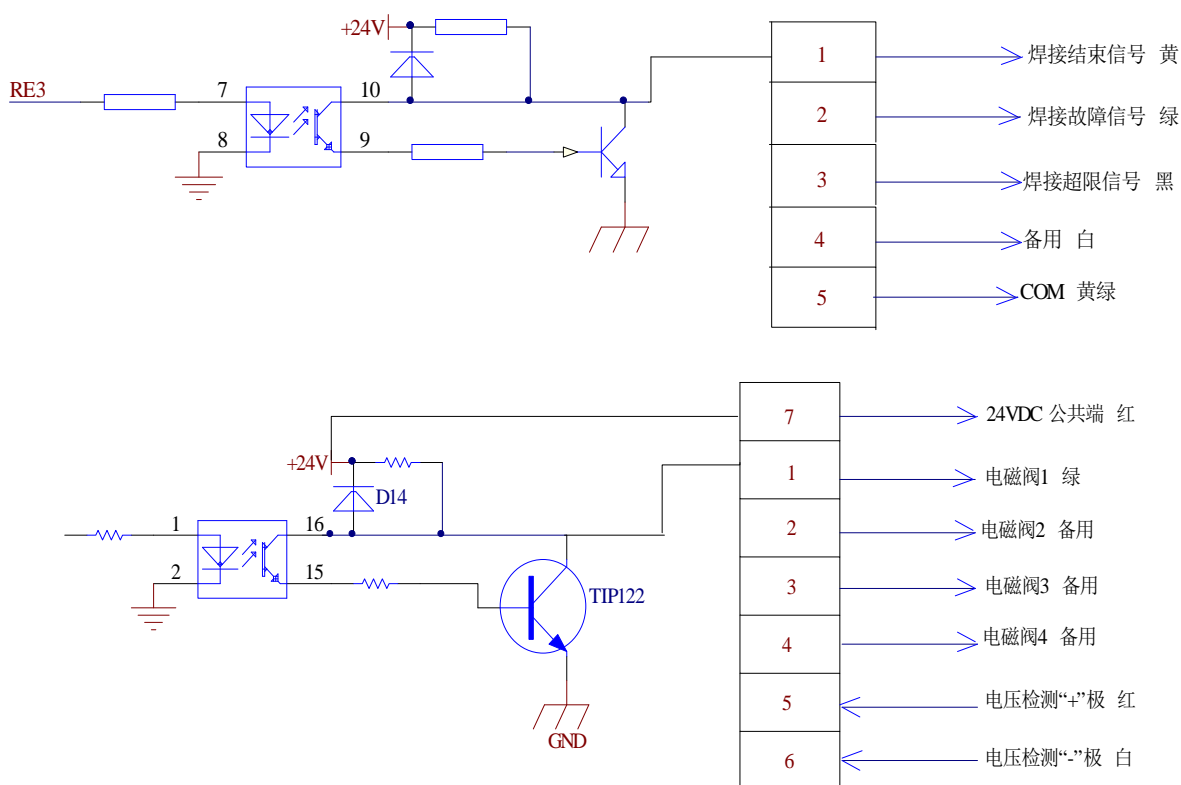 +24V
1
焊接结束信号 黄
RE3
7
10
2
焊接故障信号 绿
8
9
3
焊接超限信号 黑
4
备用 白
5
COM 黄绿
7
24VDC 公共端 红
+24V
D14
1
电磁阀1 绿
1
16
2
电磁阀2 备用
2
15
TIP122
3
电磁阀3 备用
4
电磁阀4 备用
5
电压检测“+”极 红
GND
6
电压检测“-”极 白